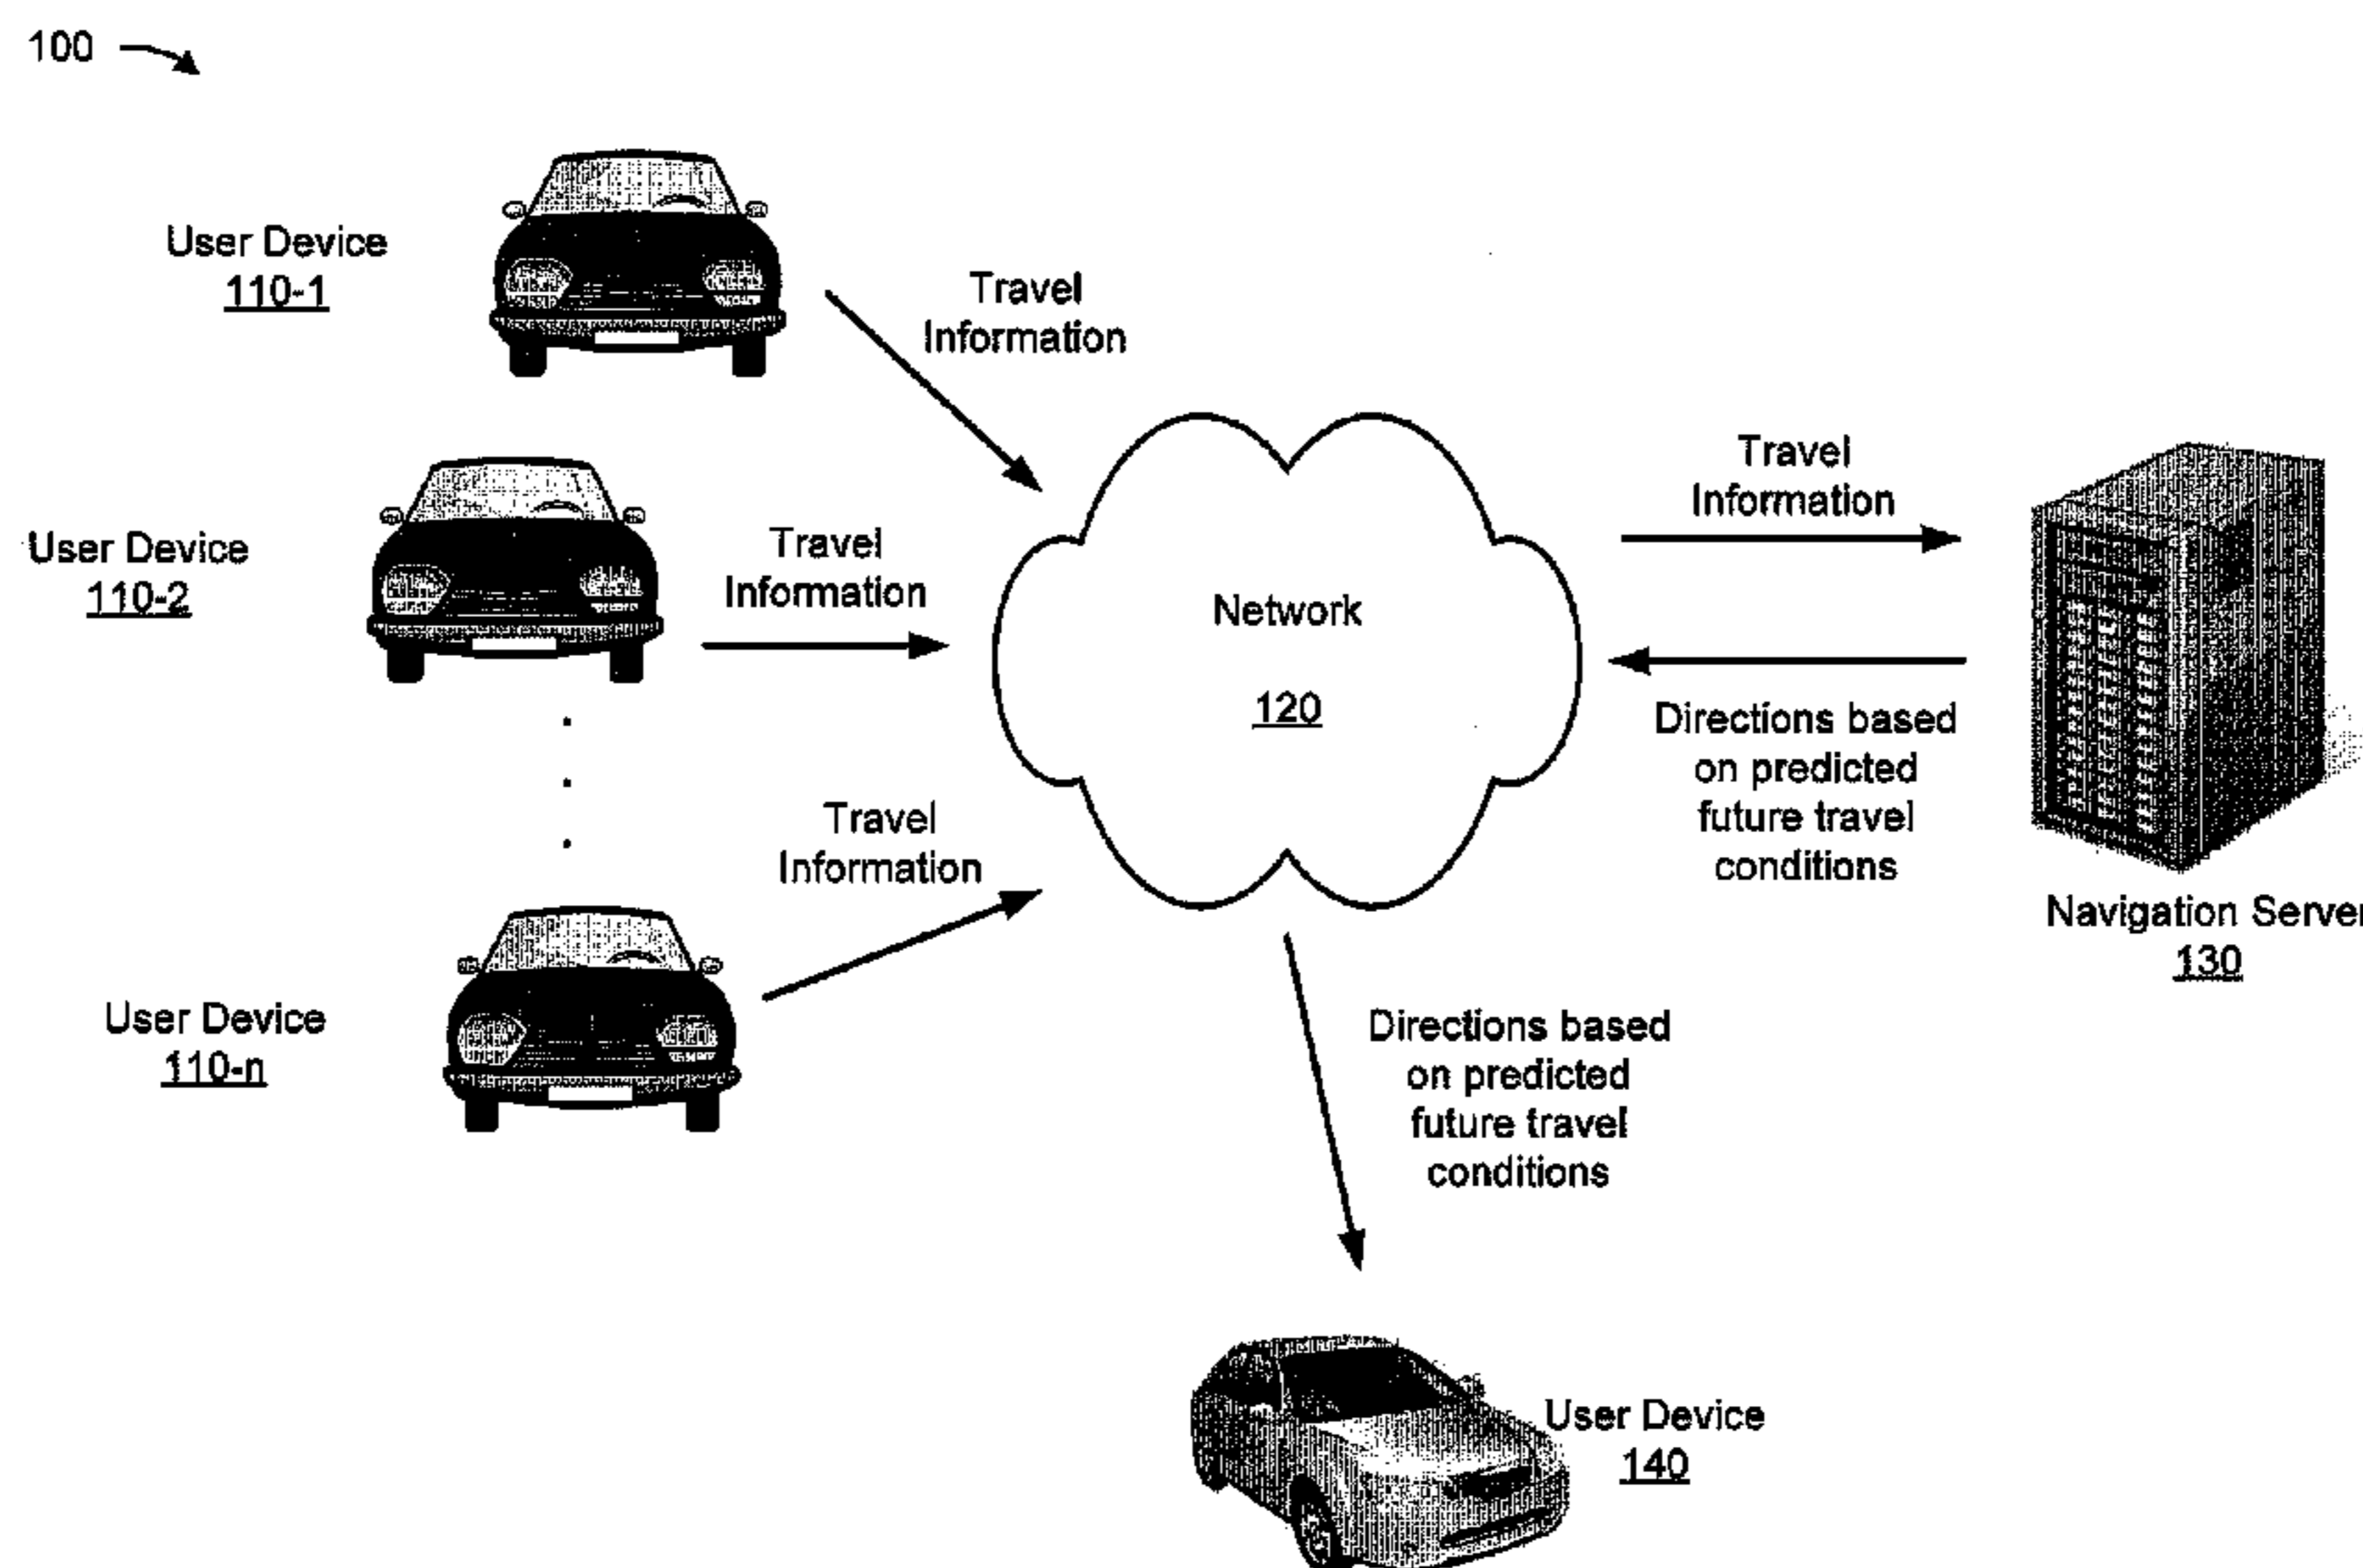 100
User Device
110-1
Travel
Information
User Device
110-2
Travel
Information
Travel
Information
Network
120
Directions based
on predicted
future travel
conditions
Navigation Server
130
User Device
110-n
Travel
Information
Directions based
on predicted
future travel
conditions
User Device
140